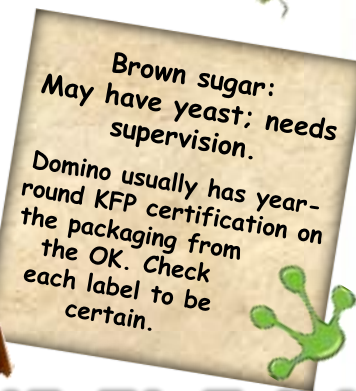 Brown sugar:
May have yeast; needs
supervision.
Domino usually has year-
round KFP certification on
the packaging from
the OK. Check
each label to be
certain.